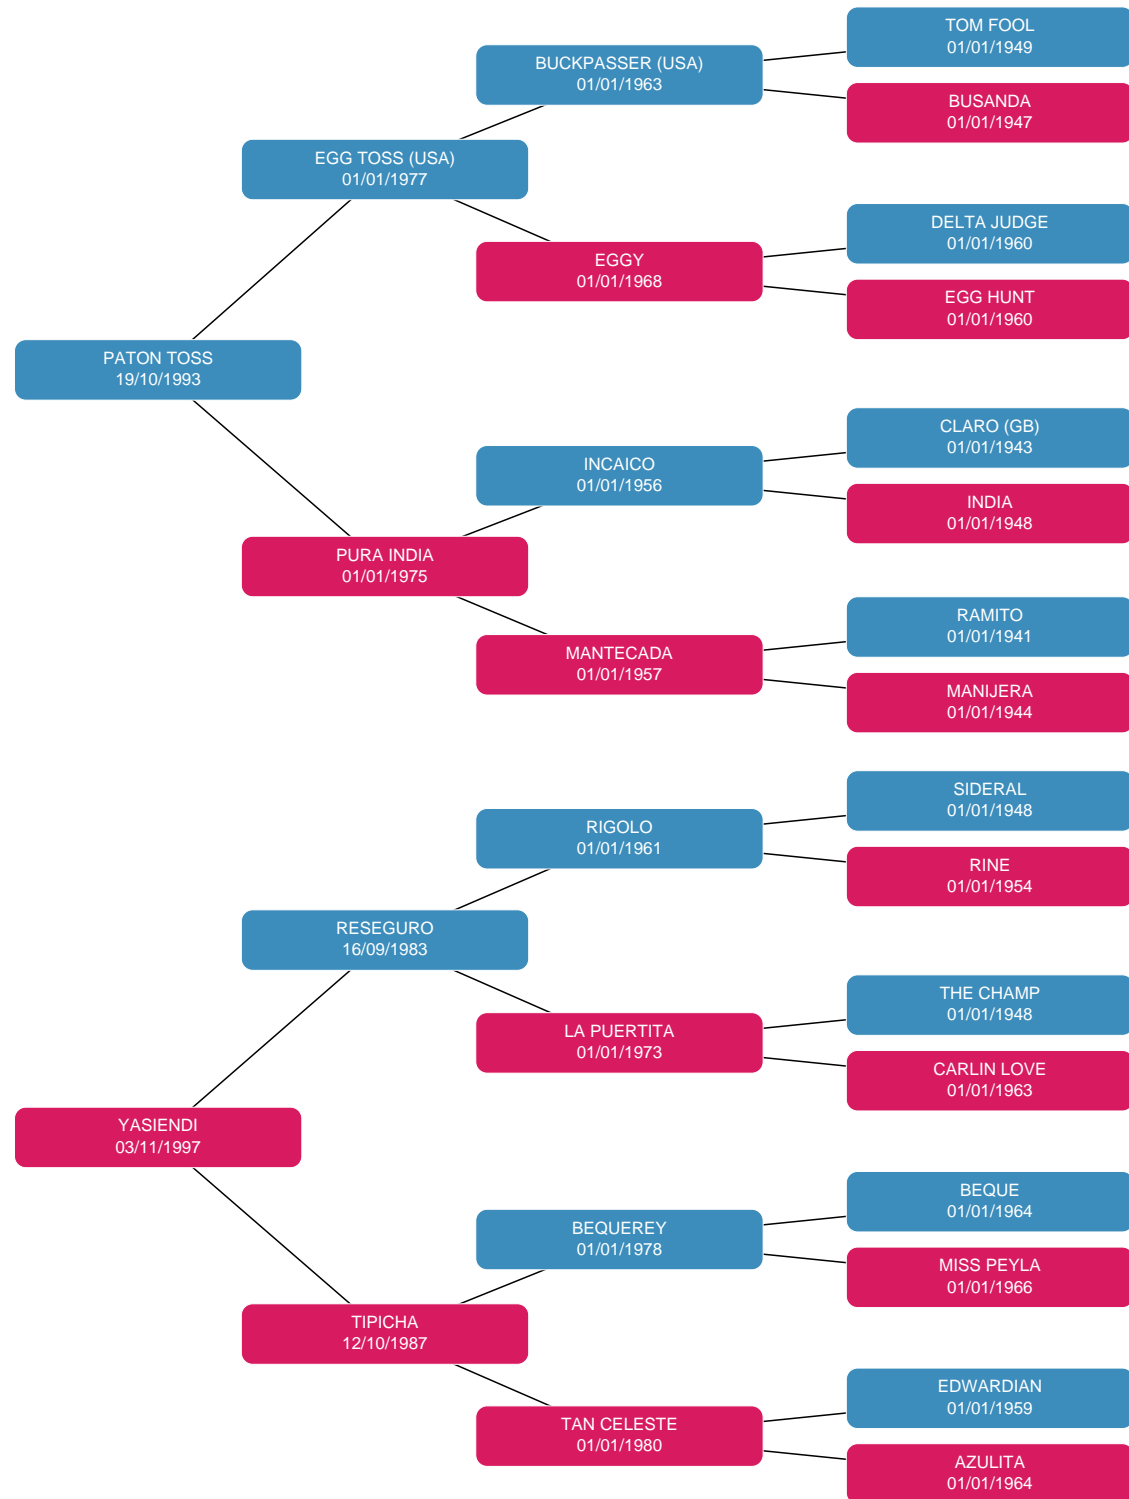 TOM FOOL
01/01/1949
BUCKPASSER (USA)
01/01/1963
BUSANDA
01/01/1947
EGG TOSS (USA)
01/01/1977
DELTA JUDGE
01/01/1960
EGGY
01/01/1968
EGG HUNT
01/01/1960
PATON TOSS
19/10/1993
CLARO (GB)
01/01/1943
INCAICO
01/01/1956
INDIA
01/01/1948
PURA INDIA
01/01/1975
RAMITO
01/01/1941
MANTECADA
01/01/1957
MANIJERA
01/01/1944
SIDERAL
01/01/1948
RIGOLO
01/01/1961
RINE
01/01/1954
RESEGURO
16/09/1983
THE CHAMP
01/01/1948
LA PUERTITA
01/01/1973
CARLIN LOVE
01/01/1963
YASIENDI
03/11/1997
BEQUE
01/01/1964
BEQUEREY
01/01/1978
MISS PEYLA
01/01/1966
TIPICHA
12/10/1987
EDWARDIAN
01/01/1959
TAN CELESTE
01/01/1980
AZULITA
01/01/1964